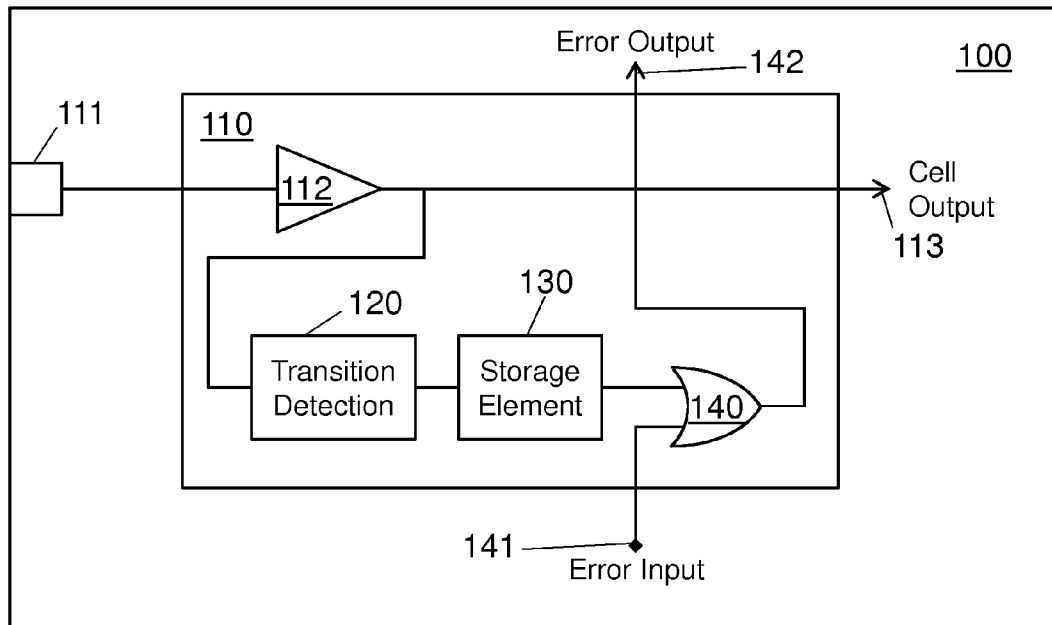 Error Output
142
100
111
110
112
Cell
Output
113
120
130
Transition
Detection
Storage
Element
140
141
Error Input